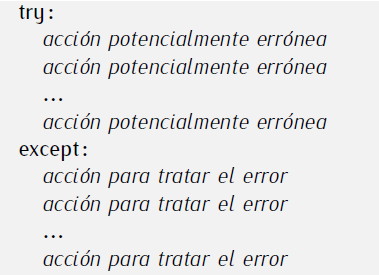 try:
acción potencialmente errónea
acción potencialmente errónea
...
acción potencialmente errónea
except:
acción para tratar el error
acción para tratar el error
...
acción para tratar el error